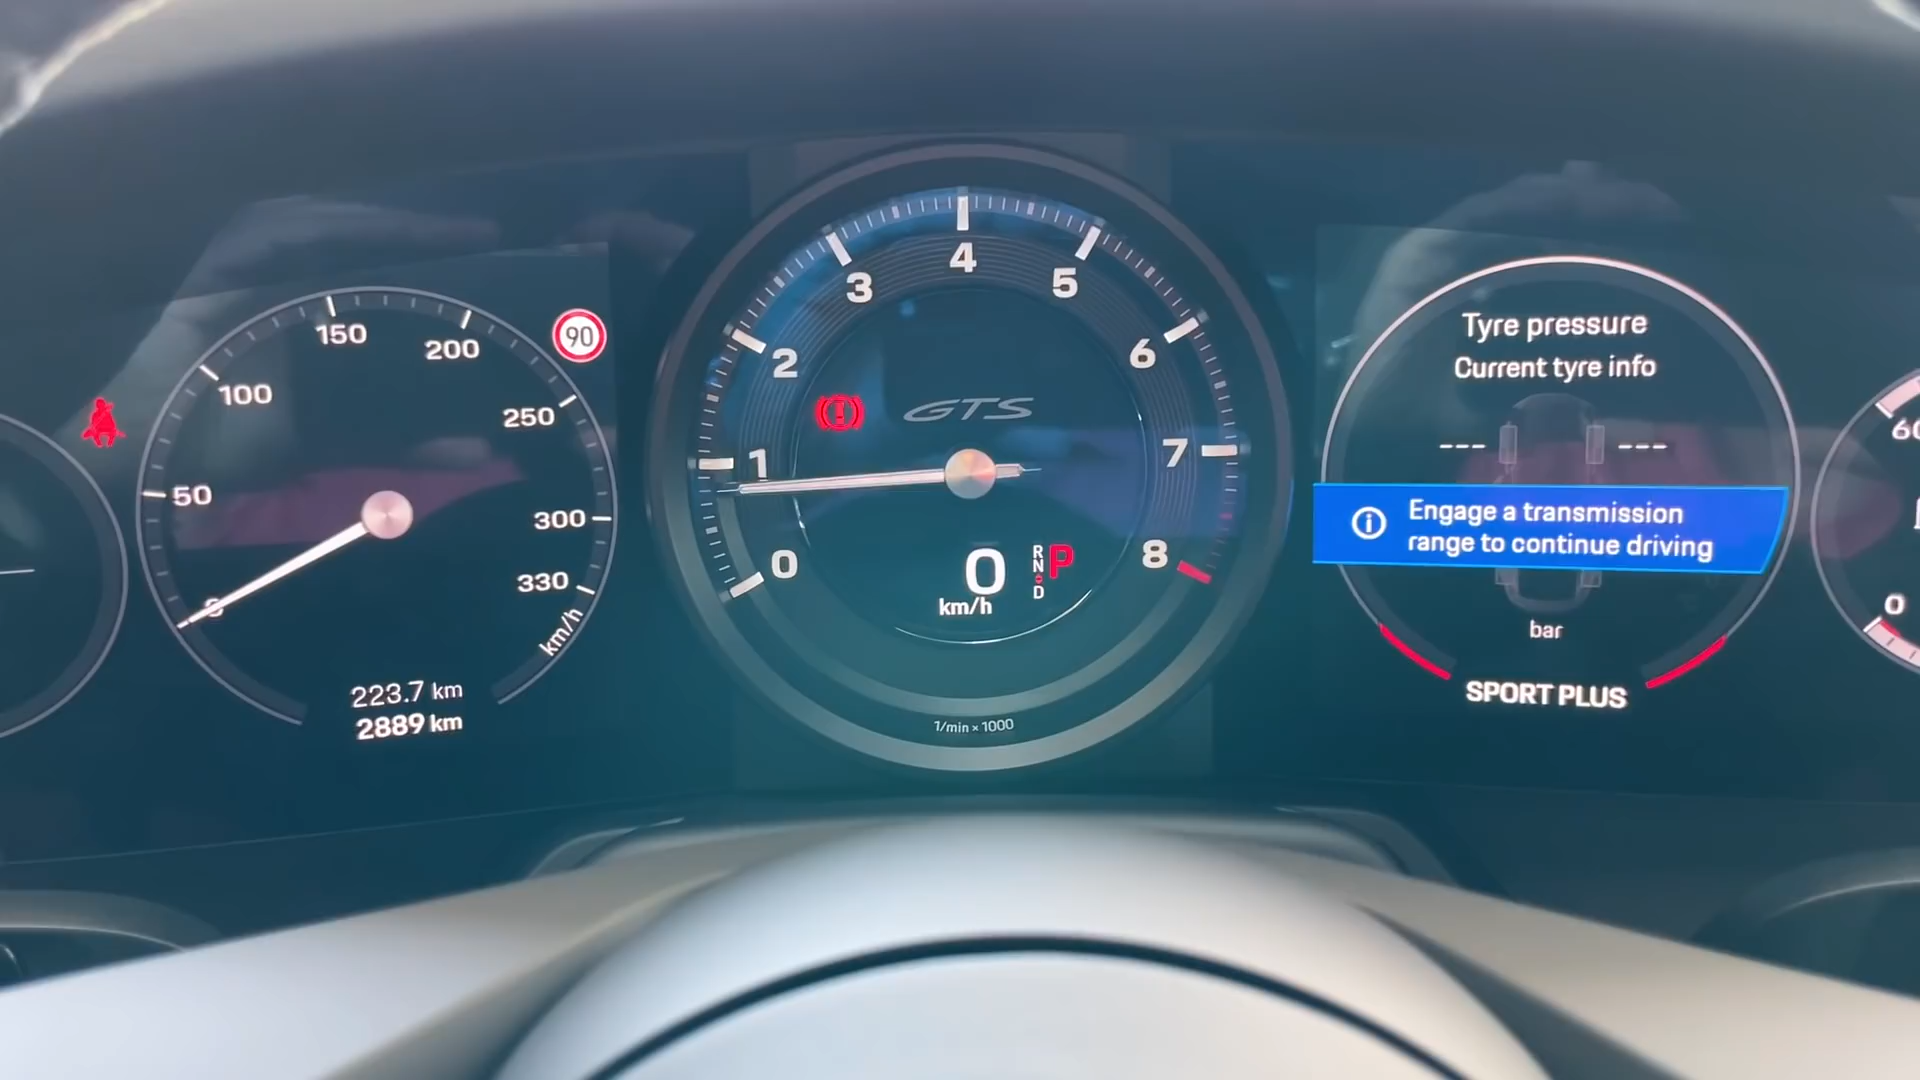 50
100
150
200
250
300
330
km/h
90
223.7 km
2889 km
0
1
2
3
4
5
6
7
8
GTS
0
km/h
R
N
D
P
1/min × 1000
Tyre pressure
Current tyre info
--- ---
Engage a transmission
range to continue driving
bar
SPORT PLUS
0